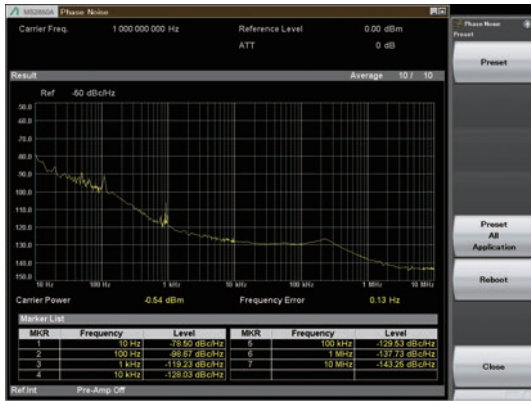 MS2850A Phase Noise
Carrier Freq. 1 000 000 000 Hz Reference Level 0.00 dBm
ATT 0 dB
Result Average 10 / 10
Ref -50 dBc/Hz
-50.0
-60.0
-70.0
-80.0
-90.0
-100.0
-110.0
-120.0
-130.0
-140.0
-150.0
10 Hz 100 Hz 1 kHz 10 kHz 100 kHz 1 MHz 10 MHz
Carrier Power -0.54 dBm Frequency Error 0.13 Hz
Marker List
MKR Frequency Level MKR Frequency Level
1 10 Hz -78.50 dBc/Hz 5 100 kHz -129.53 dBc/Hz
2 100 Hz -98.67 dBc/Hz 6 1 MHz -137.73 dBc/Hz
3 1 kHz -119.23 dBc/Hz 7 10 MHz -143.25 dBc/Hz
4 10 kHz -128.03 dBc/Hz
Ref.Int Pre-Amp Off
Phase Noise
Preset
Preset
Preset
All
Application
Reboot
Close